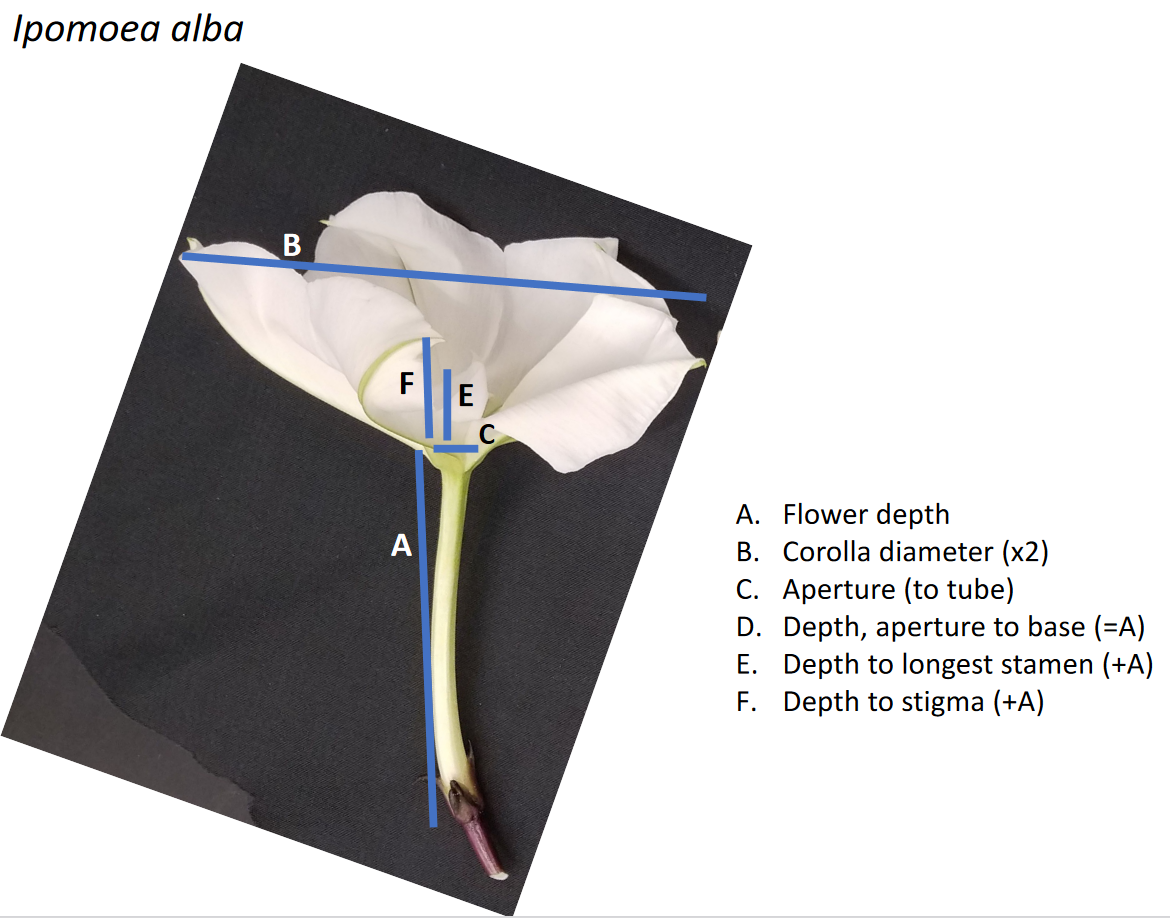 Ipomoea alba
B
F
E
C
A
A. Flower depth
B. Corolla diameter (x2)
C. Aperture (to tube)
D. Depth, aperture to base (=A)
E. Depth to longest stamen (+A)
F. Depth to stigma (+A)